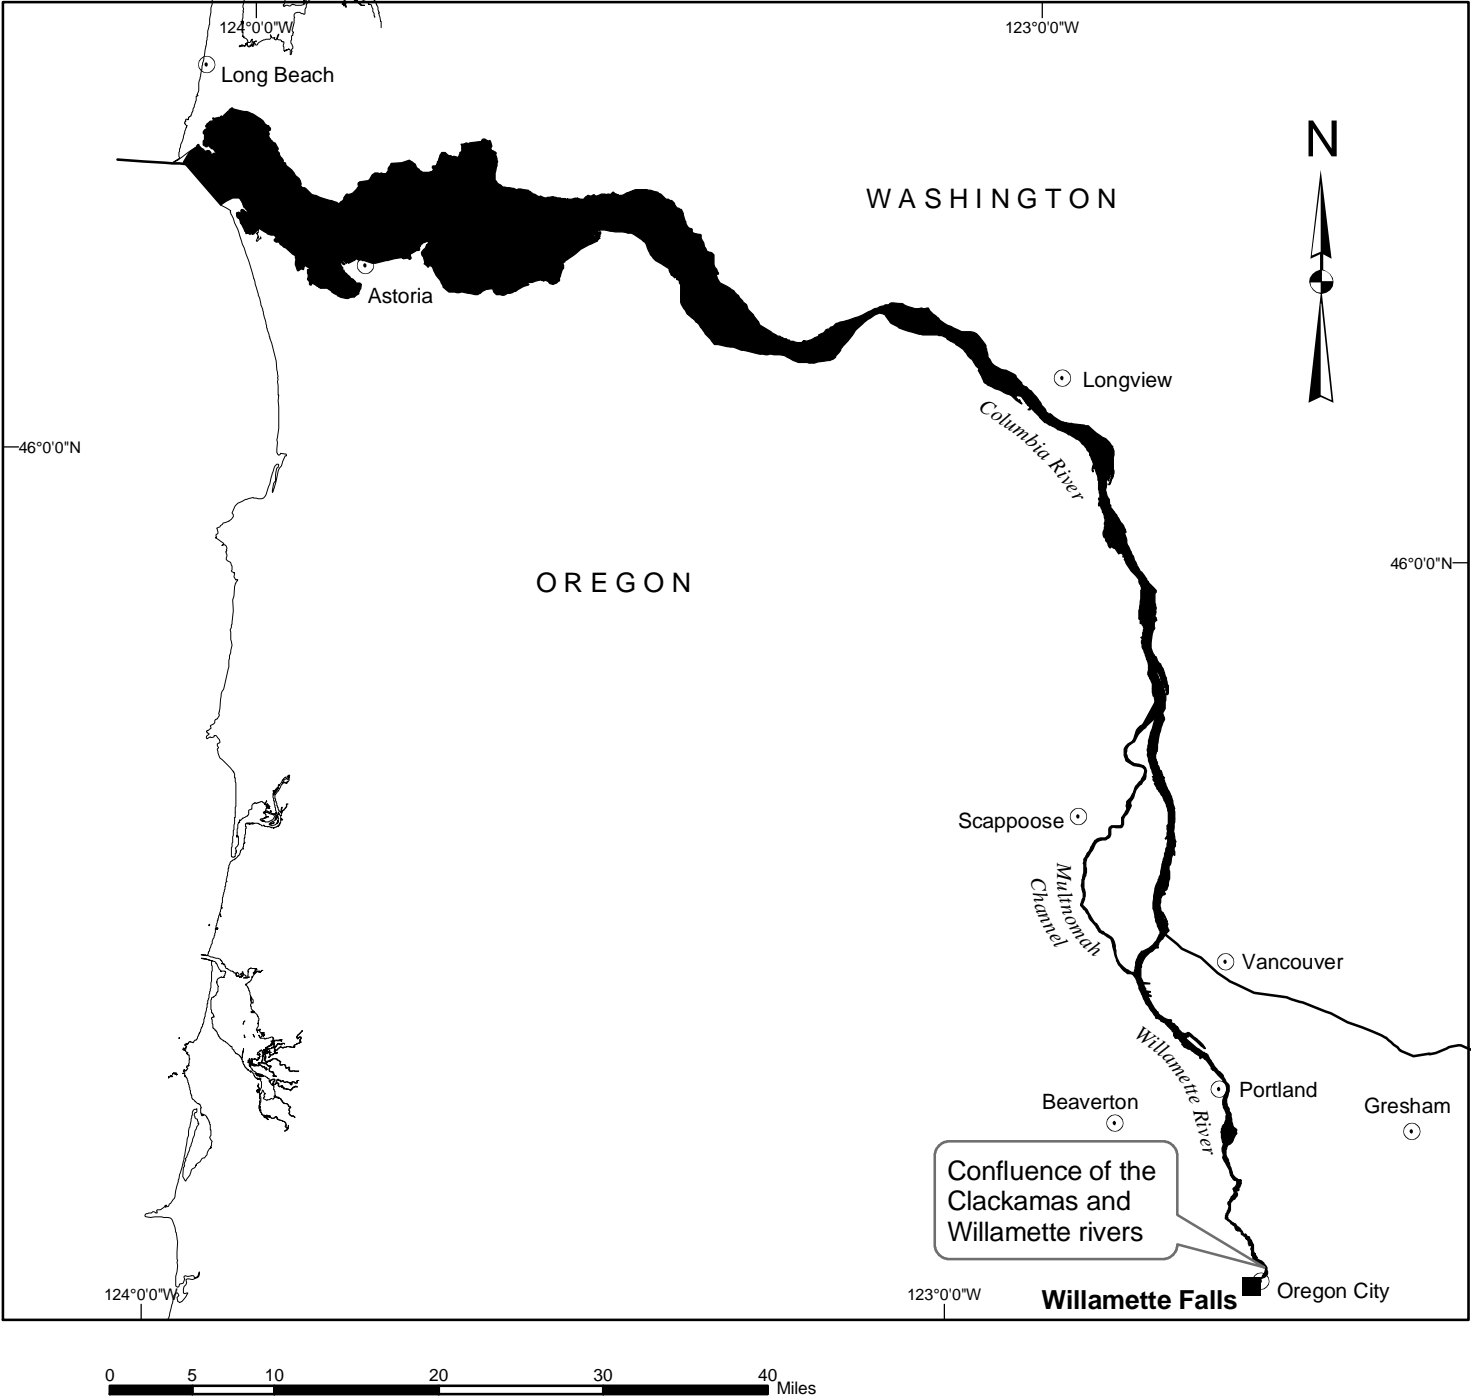 124°0'0"W
123°0'0"W
Long Beach
N
WASHINGTON
Astoria
Longview
Columbia River
46°0'0"N
46°0'0"N
OREGON
Scappoose
Multnomah
Channel
Vancouver
Willamette River
Portland
Beaverton
Gresham
Confluence of the
Clackamas and
Willamette rivers
124°0'0"W
123°0'0"W
Willamette Falls
Oregon City
0 5 10 20 30 40
Miles